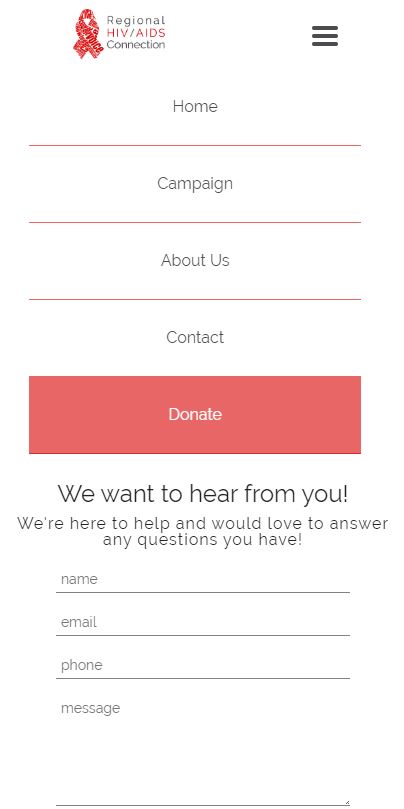 Regional
HIV/AIDS
Connection
Home
Campaign
About Us
Contact
Donate
We want to hear from you!
We're here to help and would love to answer
any questions you have!
name
email
phone
message